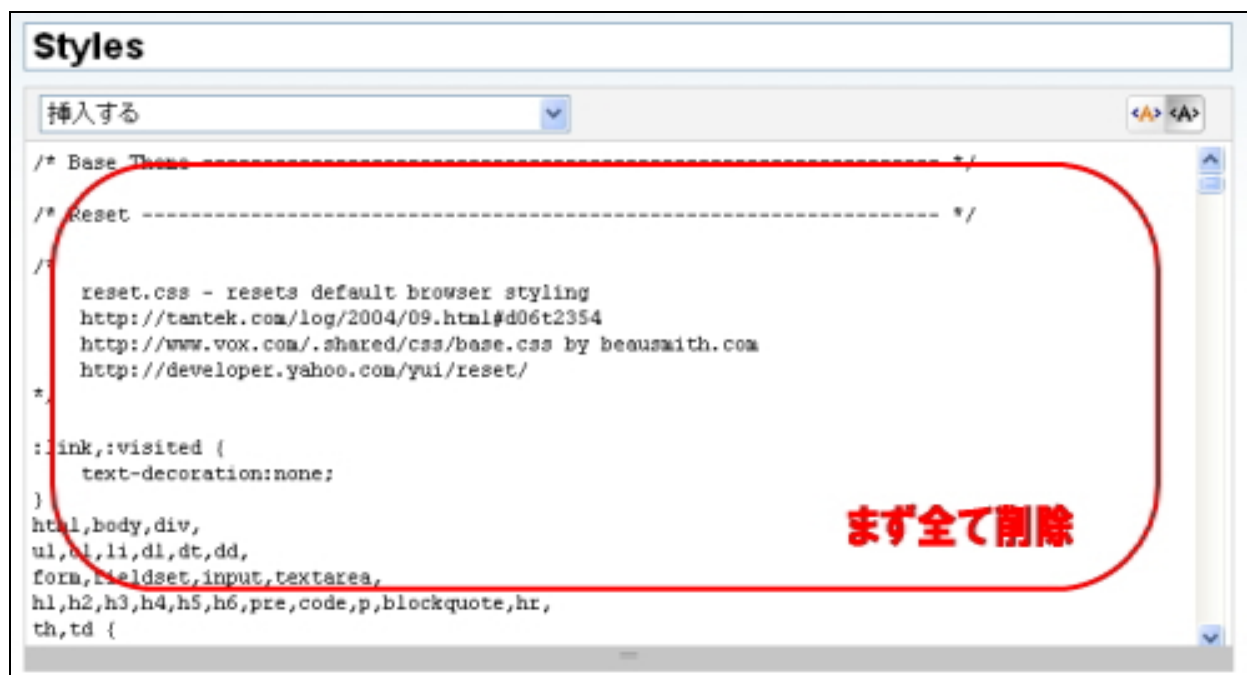 Styles
挿入する
<A> <A>
/* Base Theme ------------------------------------------------------------- */
/* Reset ------------------------------------------------------------------ */
/*
reset.css - resets default browser styling
http://tantek.com/log/2004/09.html#d06t2354
http://www.vox.com/.shared/css/base.css by beausmith.com
http://developer.yahoo.com/yui/reset/
*/
:link,:visited {
text-decoration:none;
}
html,body,div,
ul,ol,li,dl,dt,dd,
form,fieldset,input,textarea,
h1,h2,h3,h4,h5,h6,pre,code,p,blockquote,hr,
th,td {
まず全て削除